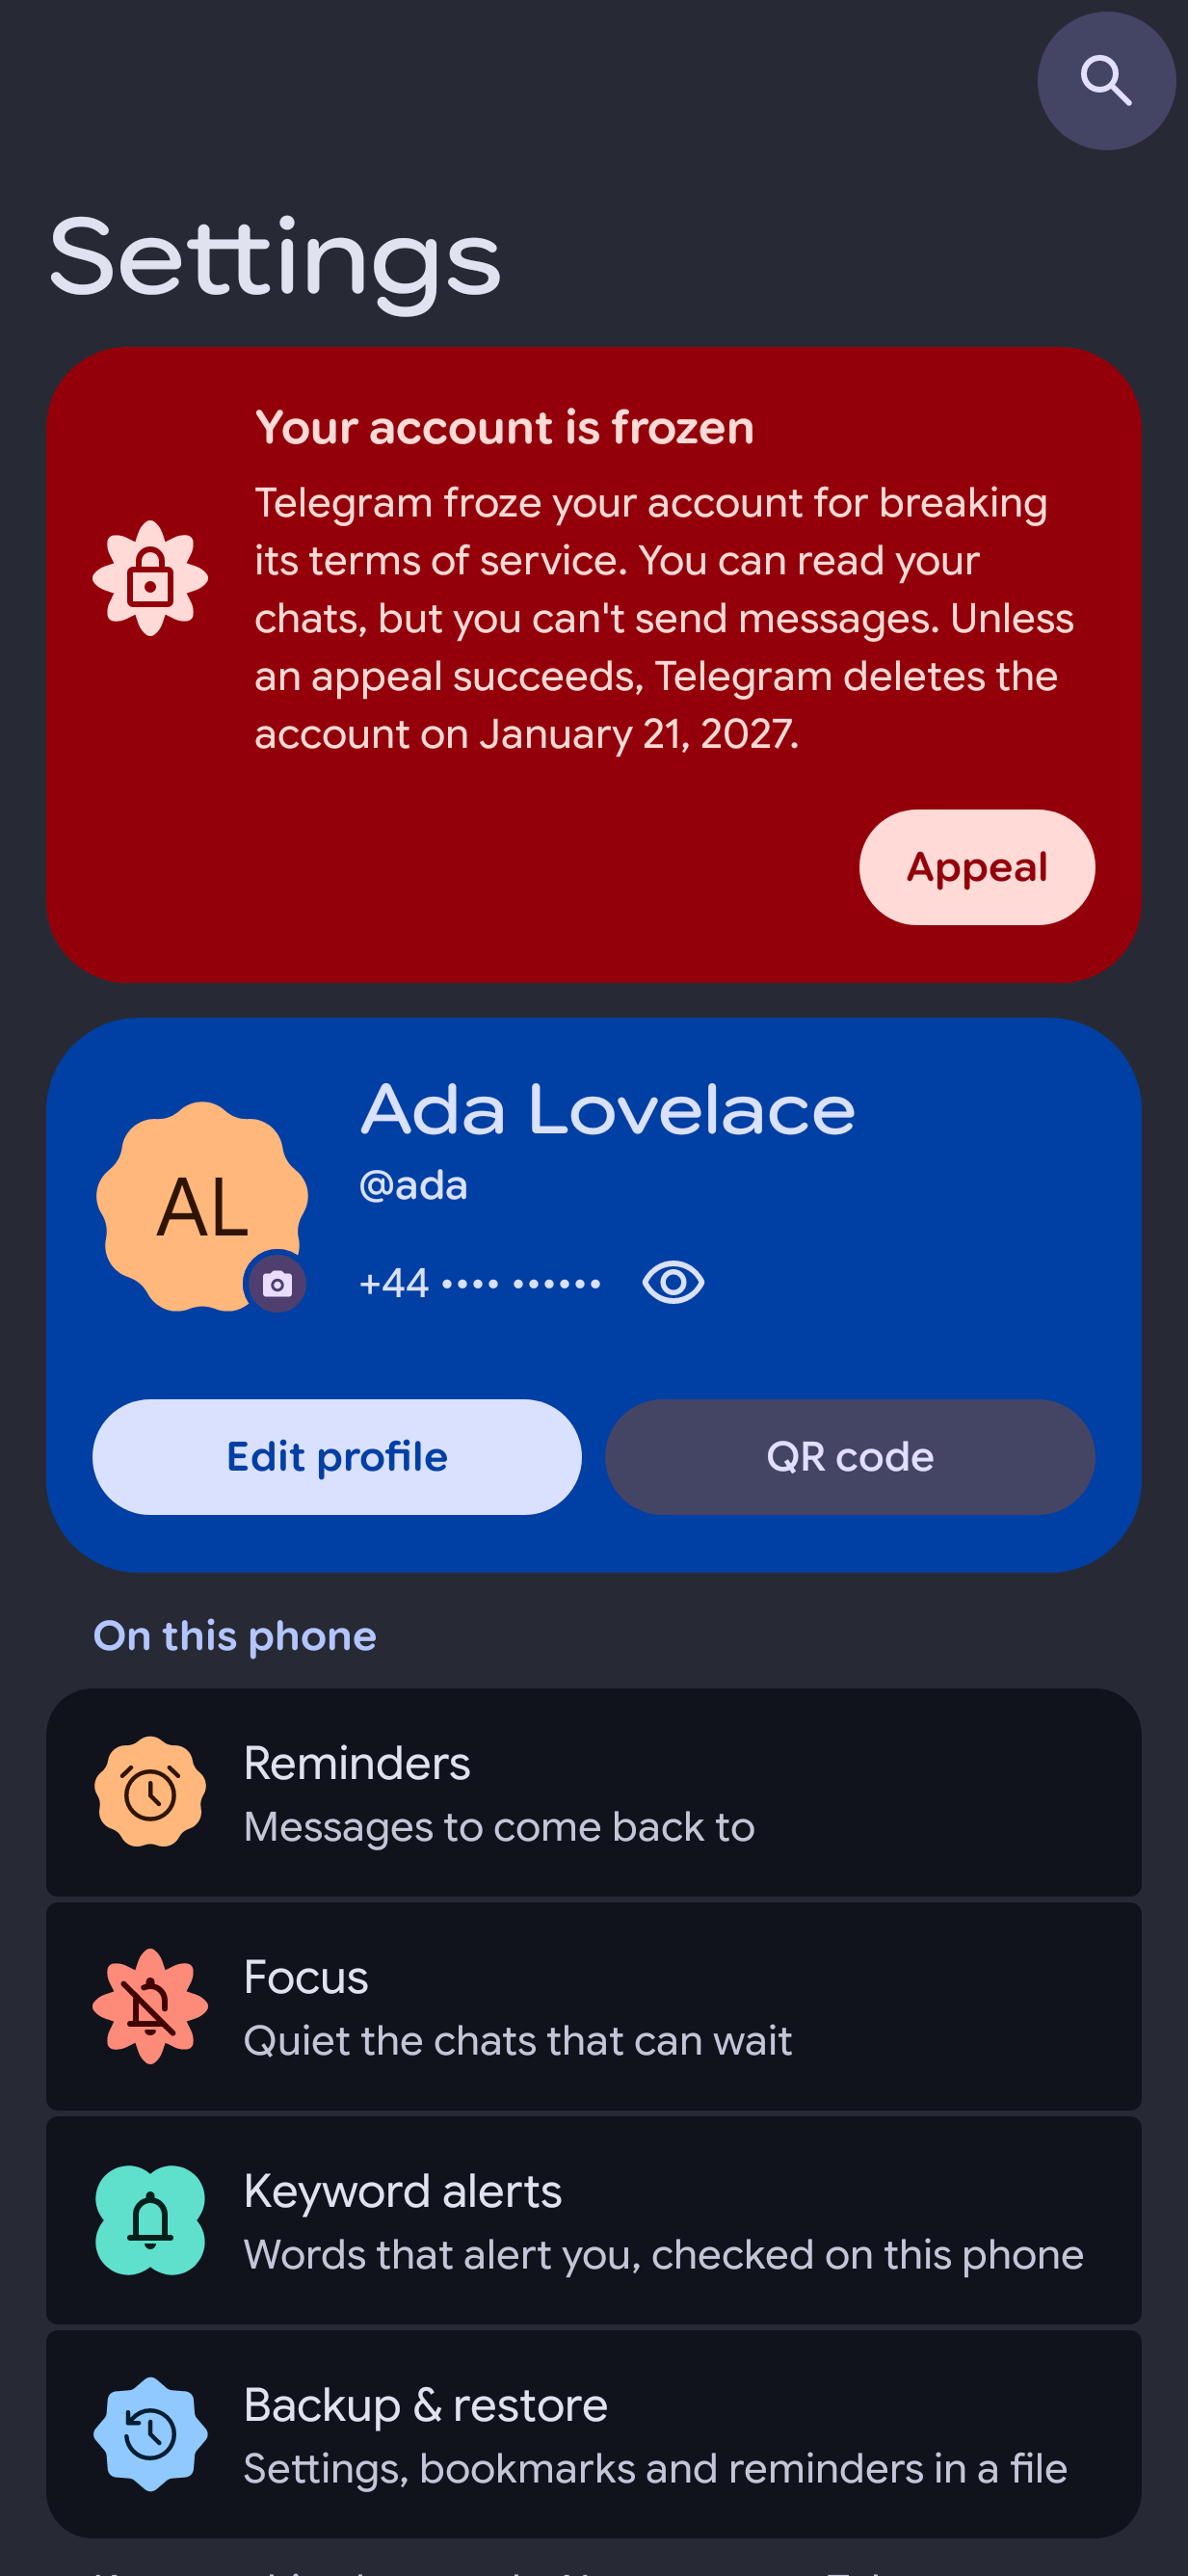 Settings
Your account is frozen
Telegram froze your account for breaking
its terms of service. You can read your
chats, but you can't send messages. Unless
an appeal succeeds, Telegram deletes the
account on January 21, 2027.
Appeal
Ada Lovelace
@ada
AL
+44 •••• ••••••
Edit profile
QR code
On this phone
Reminders
Messages to come back to
Focus
Quiet the chats that can wait
Keyword alerts
Words that alert you, checked on this phone
Backup & restore
Settings, bookmarks and reminders in a file